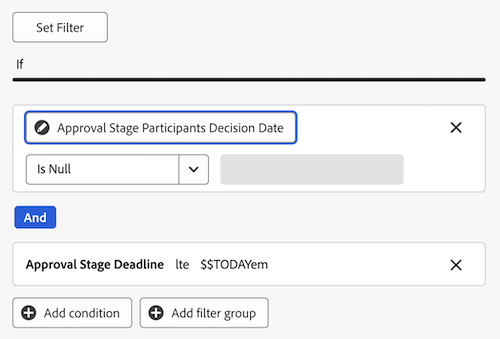 Set Filter
If
Approval Stage Participants Decision Date
Is Null
And
Approval Stage Deadline lte $$TODAYem
Add condition Add filter group